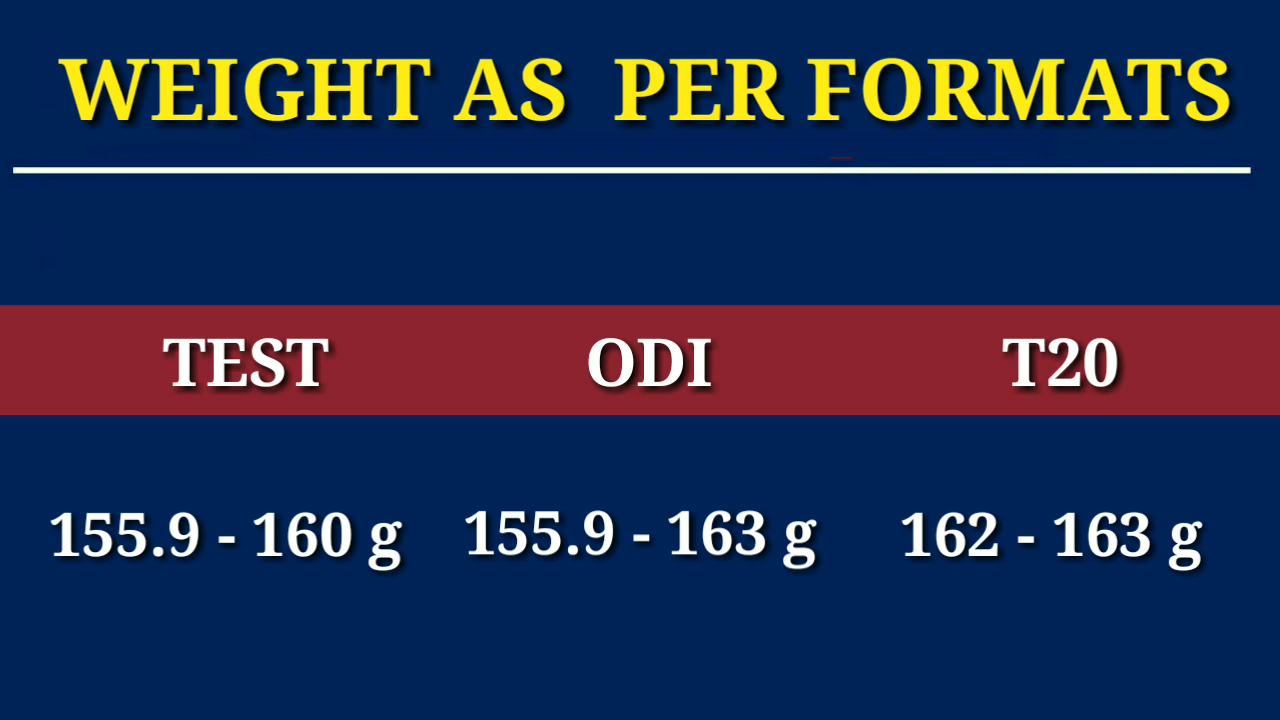 WEIGHT AS PER FORMATS
TEST ODI T20
155.9 - 160 g 155.9 - 163 g 162 - 163 g